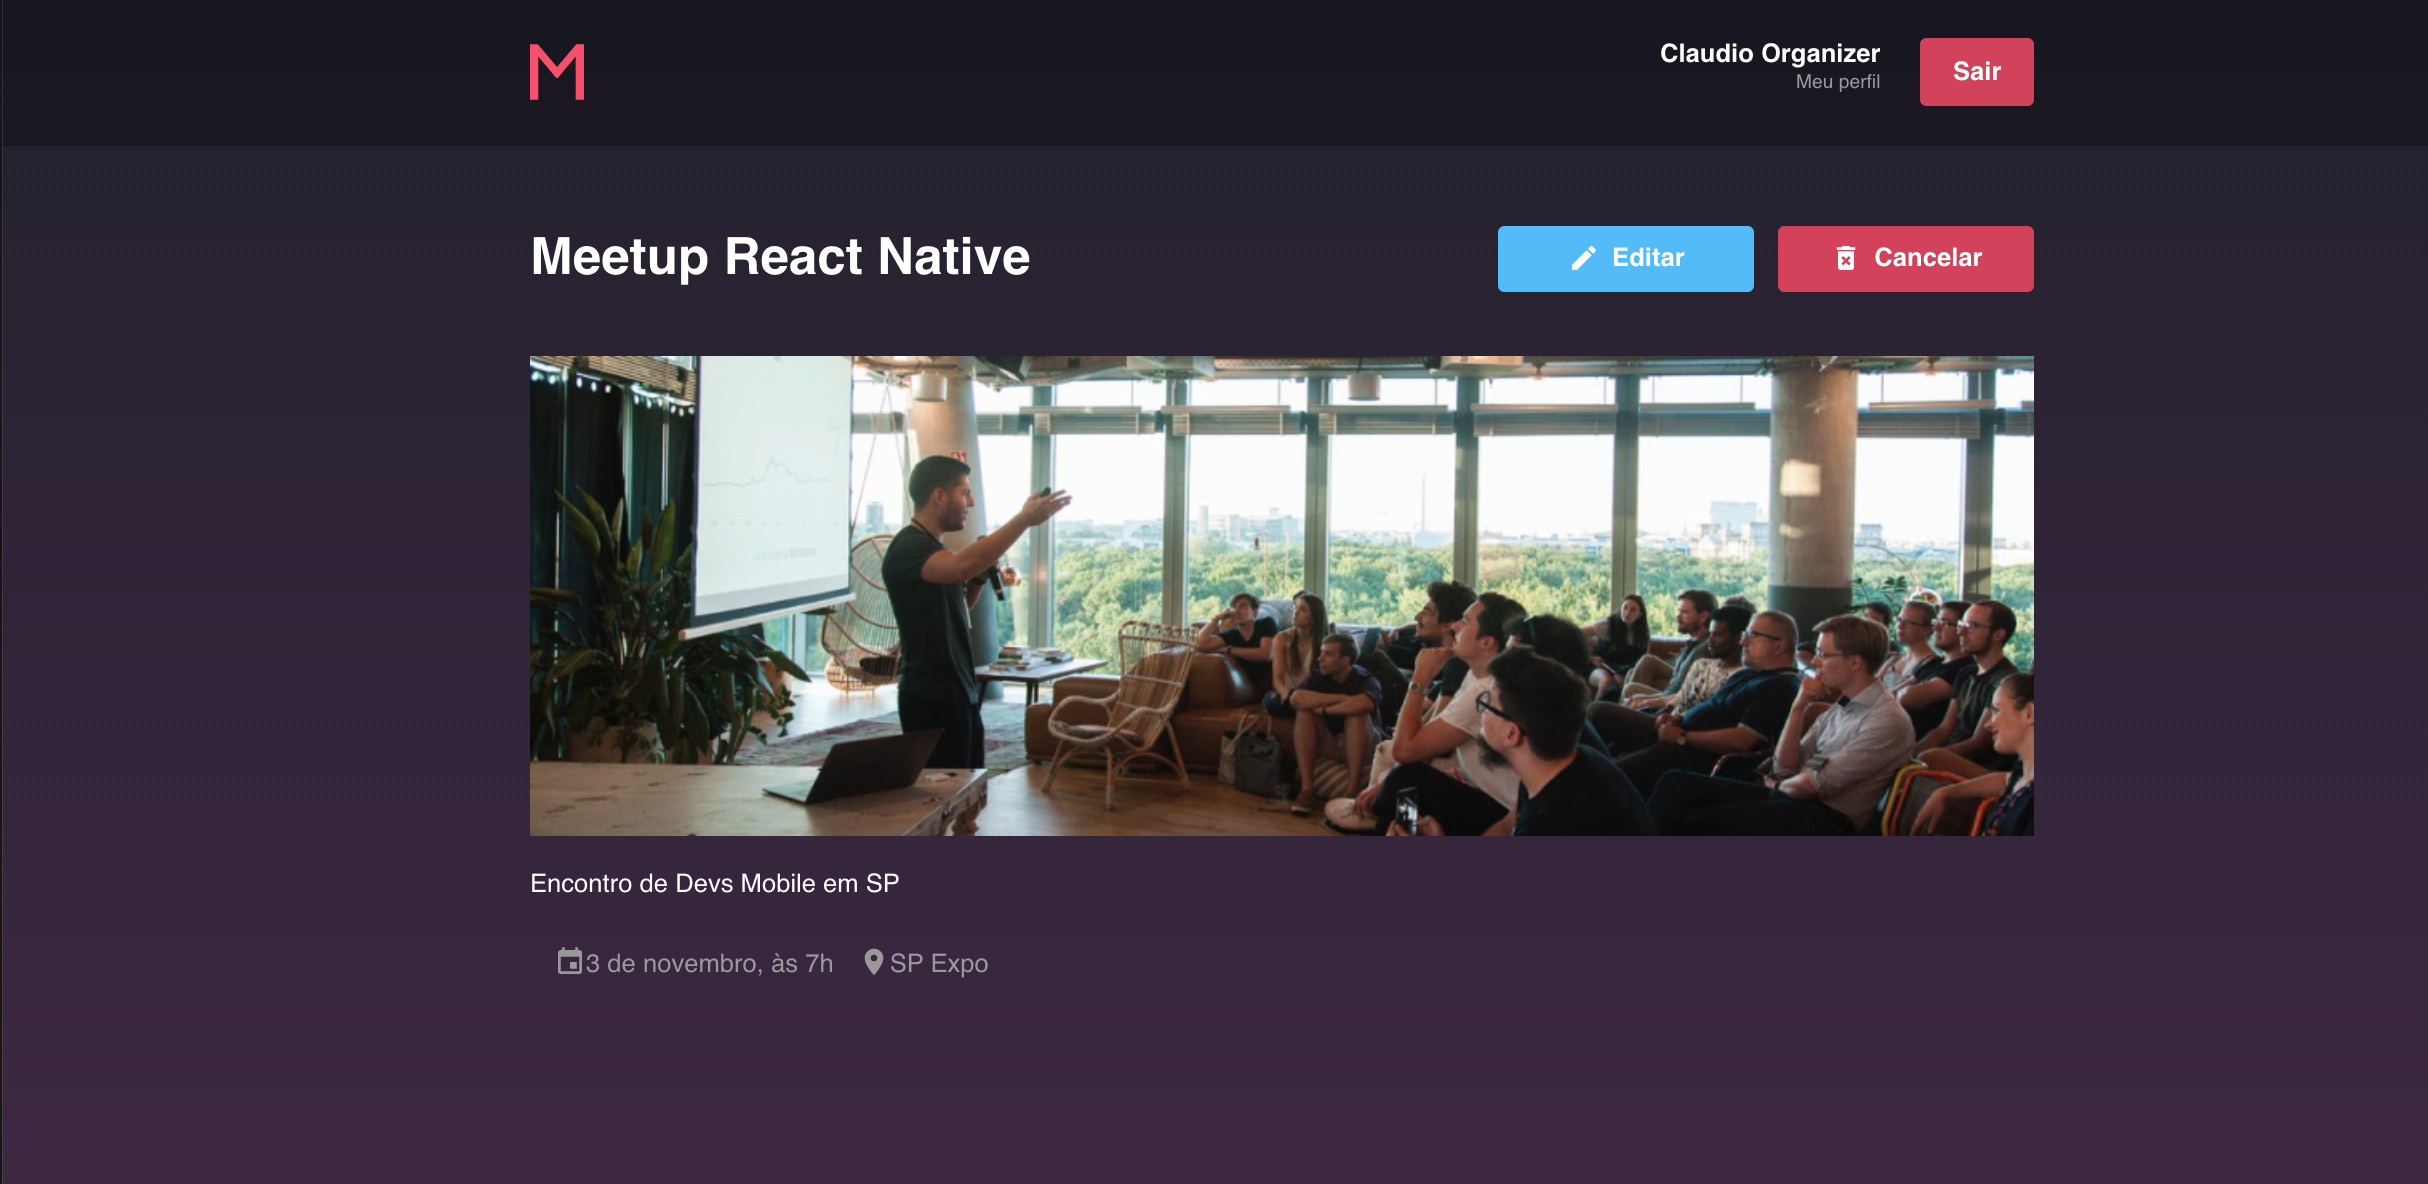 M
Claudio Organizer
Meu perfil
Sair
Meetup React Native
Editar
Cancelar
Encontro de Devs Mobile em SP
3 de novembro, às 7h
SP Expo